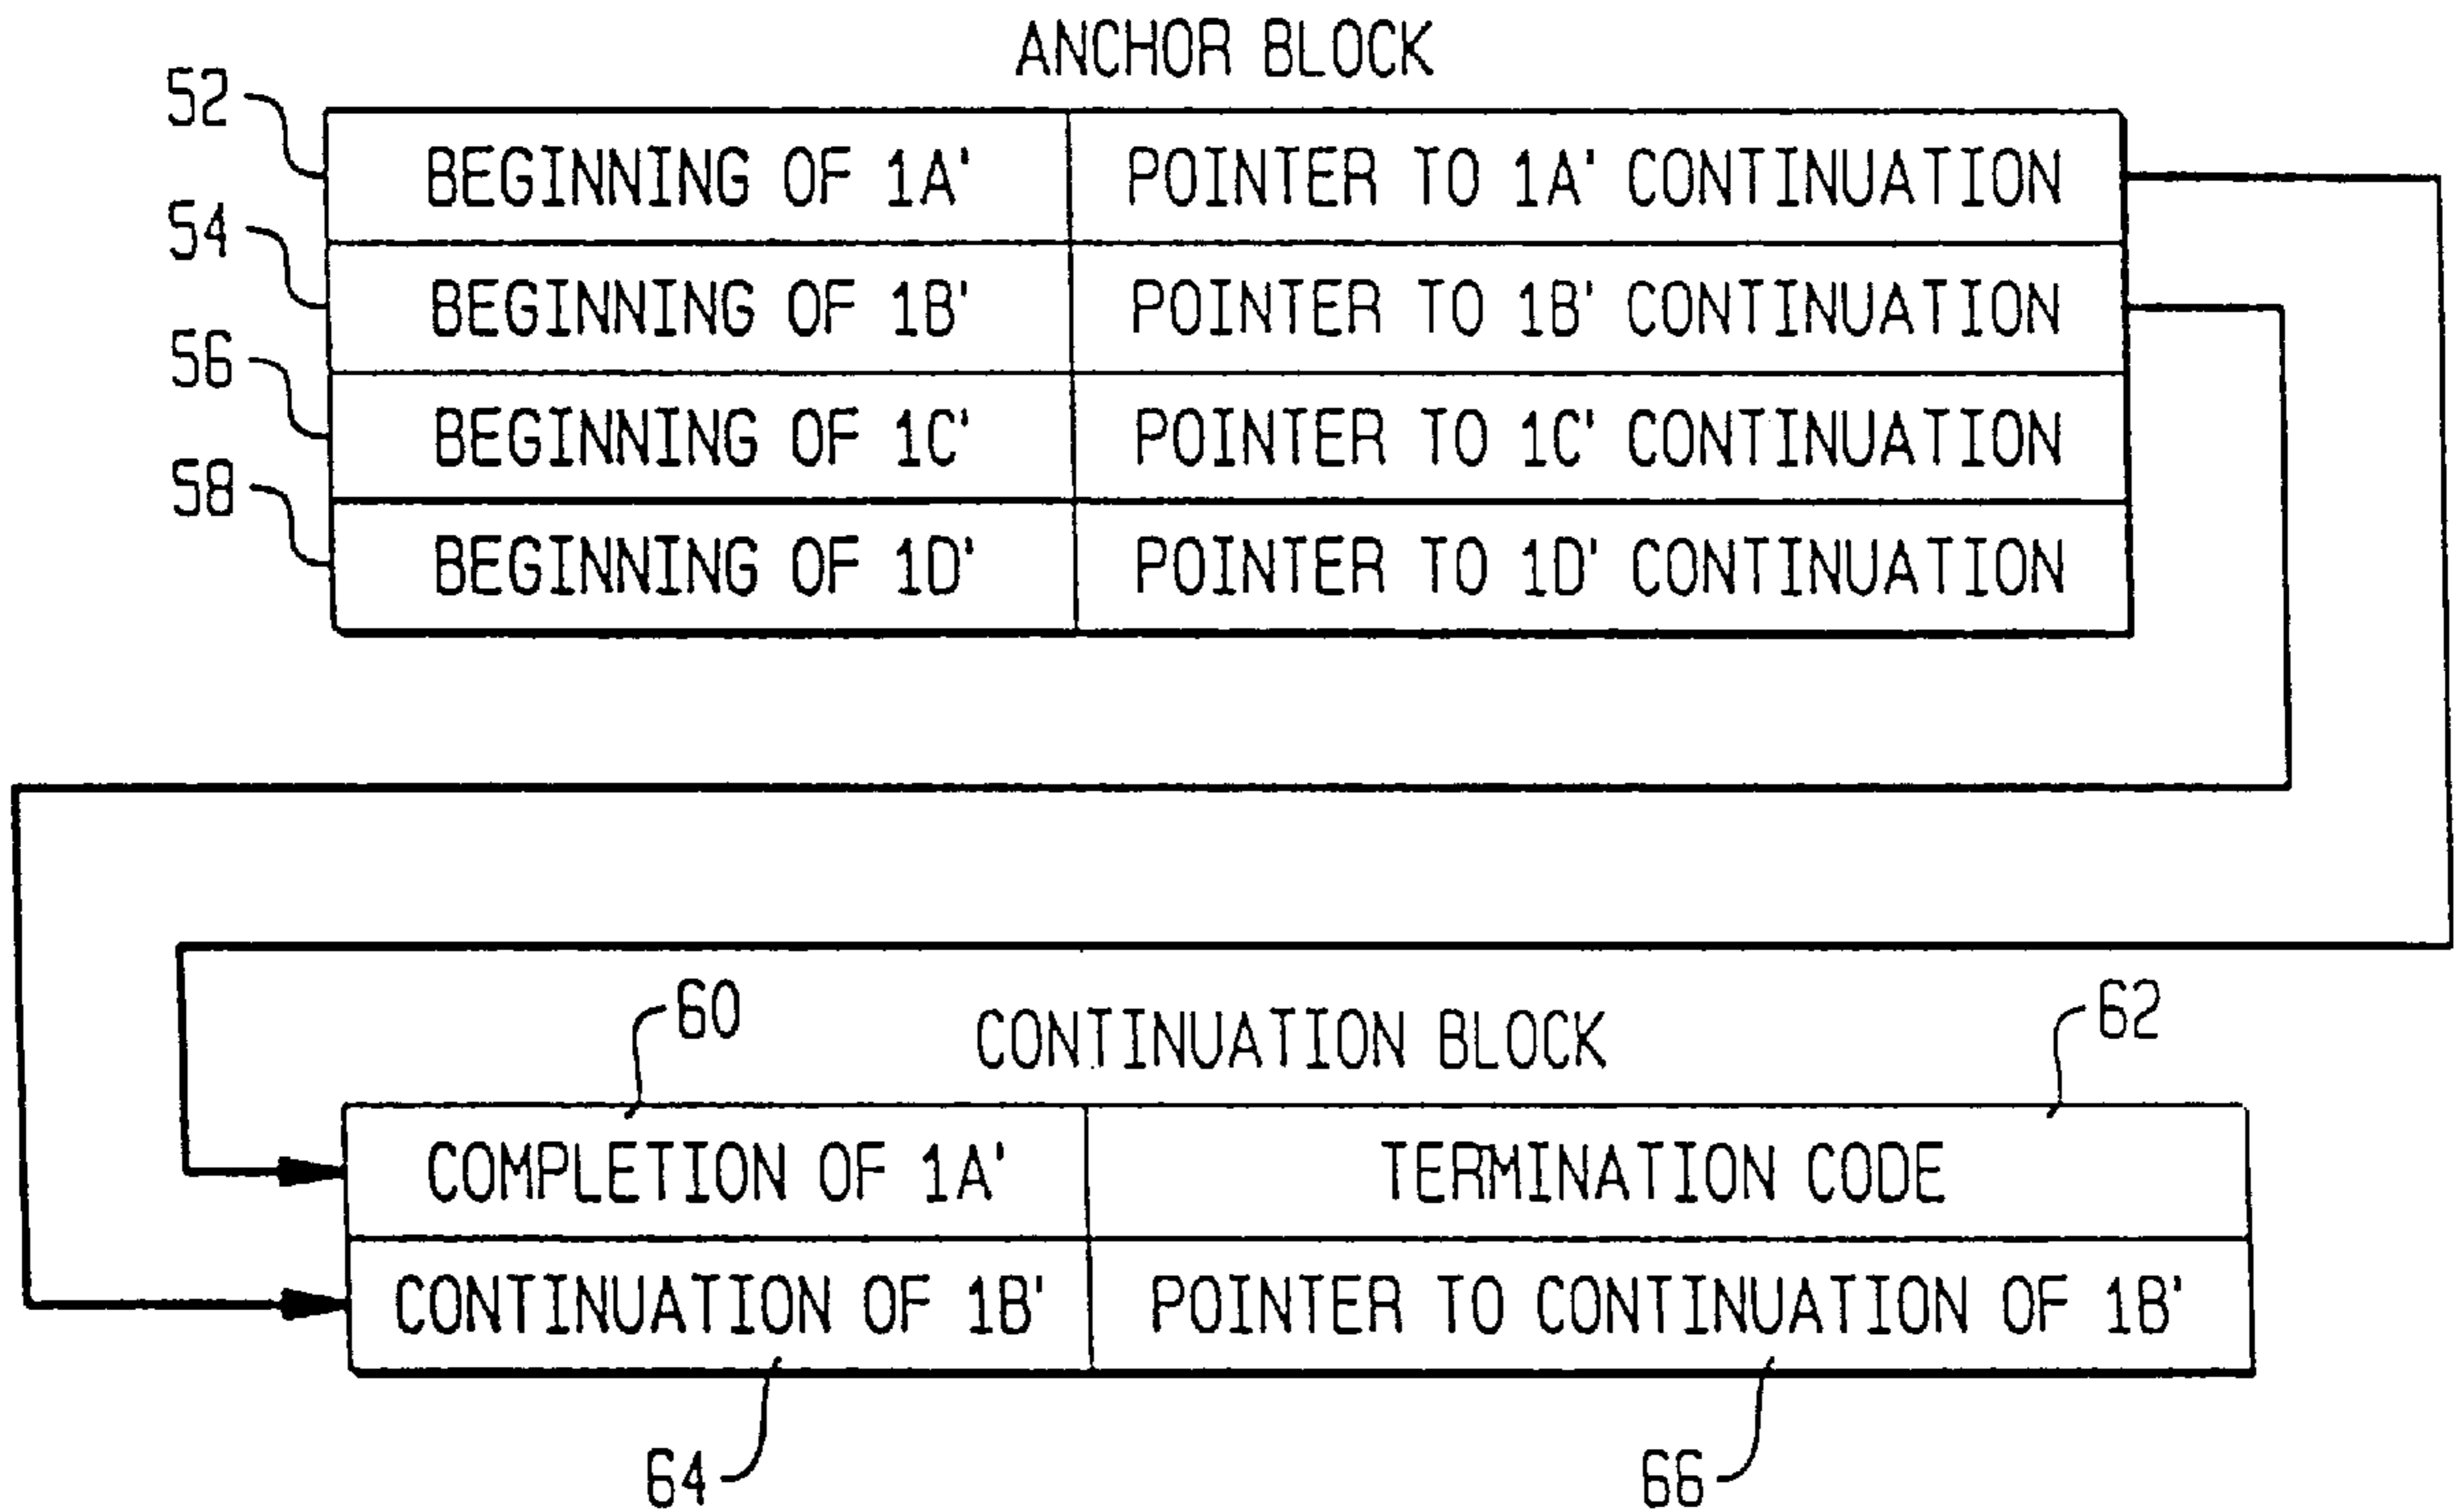 ANCHOR BLOCK
52
BEGINNING OF 1A' POINTER TO 1A' CONTINUATION
54
BEGINNING OF 1B' POINTER TO 1B' CONTINUATION
56
BEGINNING OF 1C' POINTER TO 1C' CONTINUATION
58
BEGINNING OF 1D' POINTER TO 1D' CONTINUATION
60
CONTINUATION BLOCK
62
COMPLETION OF 1A' TERMINATION CODE
CONTINUATION OF 1B' POINTER TO CONTINUATION OF 1B'
64
66